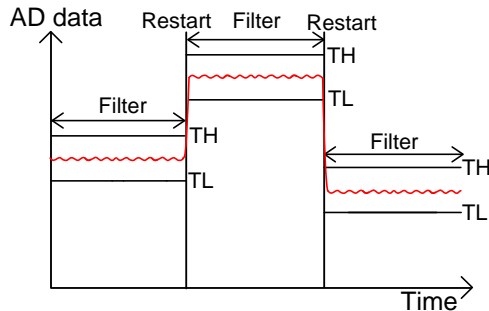 AD data
Restart
Filter
Restart
TH
TL
Filter
TH
TL
Filter
TH
TL
Time